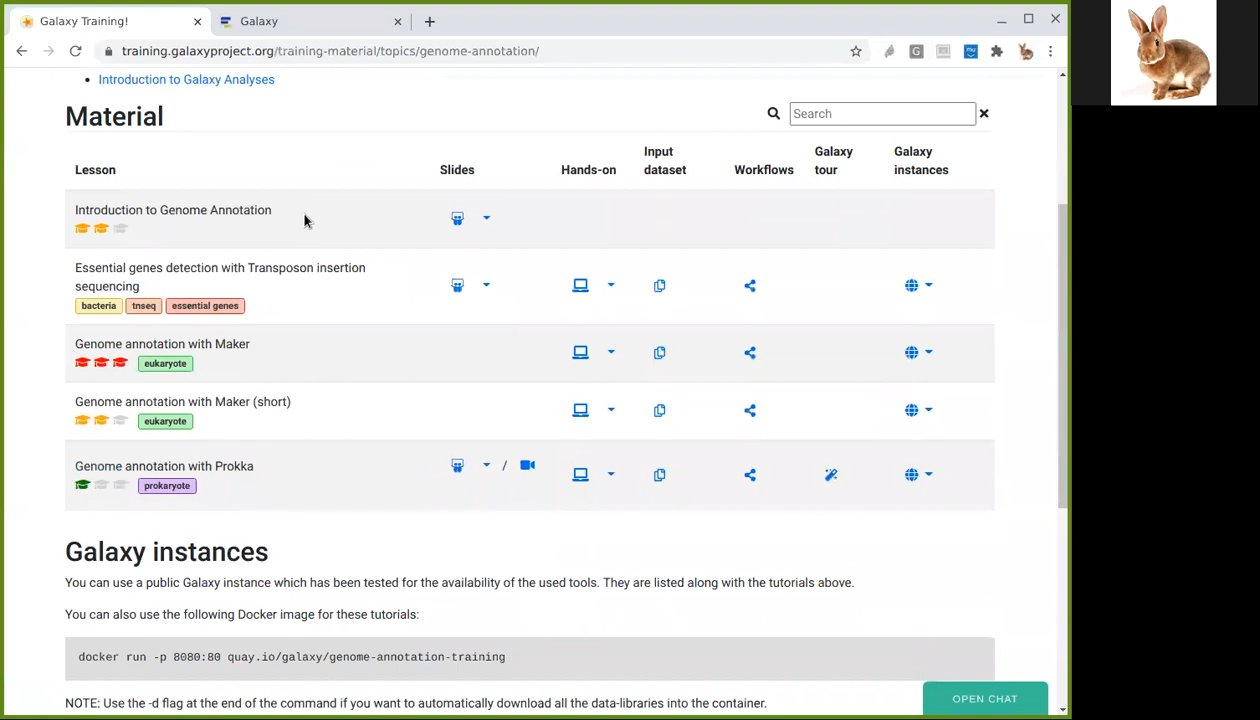 Galaxy Training!
Galaxy
training.galaxyproject.org/training-material/topics/genome-annotation/
Introduction to Galaxy Analyses
Material
Search
Lesson
Slides
Hands-on
Input
dataset
Workflows
Galaxy
tour
Galaxy
instances
Introduction to Genome Annotation
Essential genes detection with Transposon insertion
sequencing
bacteria tnseq essential genes
Genome annotation with Maker
eukaryote
Genome annotation with Maker (short)
eukaryote
Genome annotation with Prokka
/
prokaryote
Galaxy instances
You can use a public Galaxy instance which has been tested for the availability of the used tools. They are listed along with the tutorials above.
You can also use the following Docker image for these tutorials:
docker run -p 8080:80 quay.io/galaxy/genome-annotation-training
NOTE: Use the -d flag at the end of the command if you want to automatically download all the data-libraries into the container.
OPEN CHAT